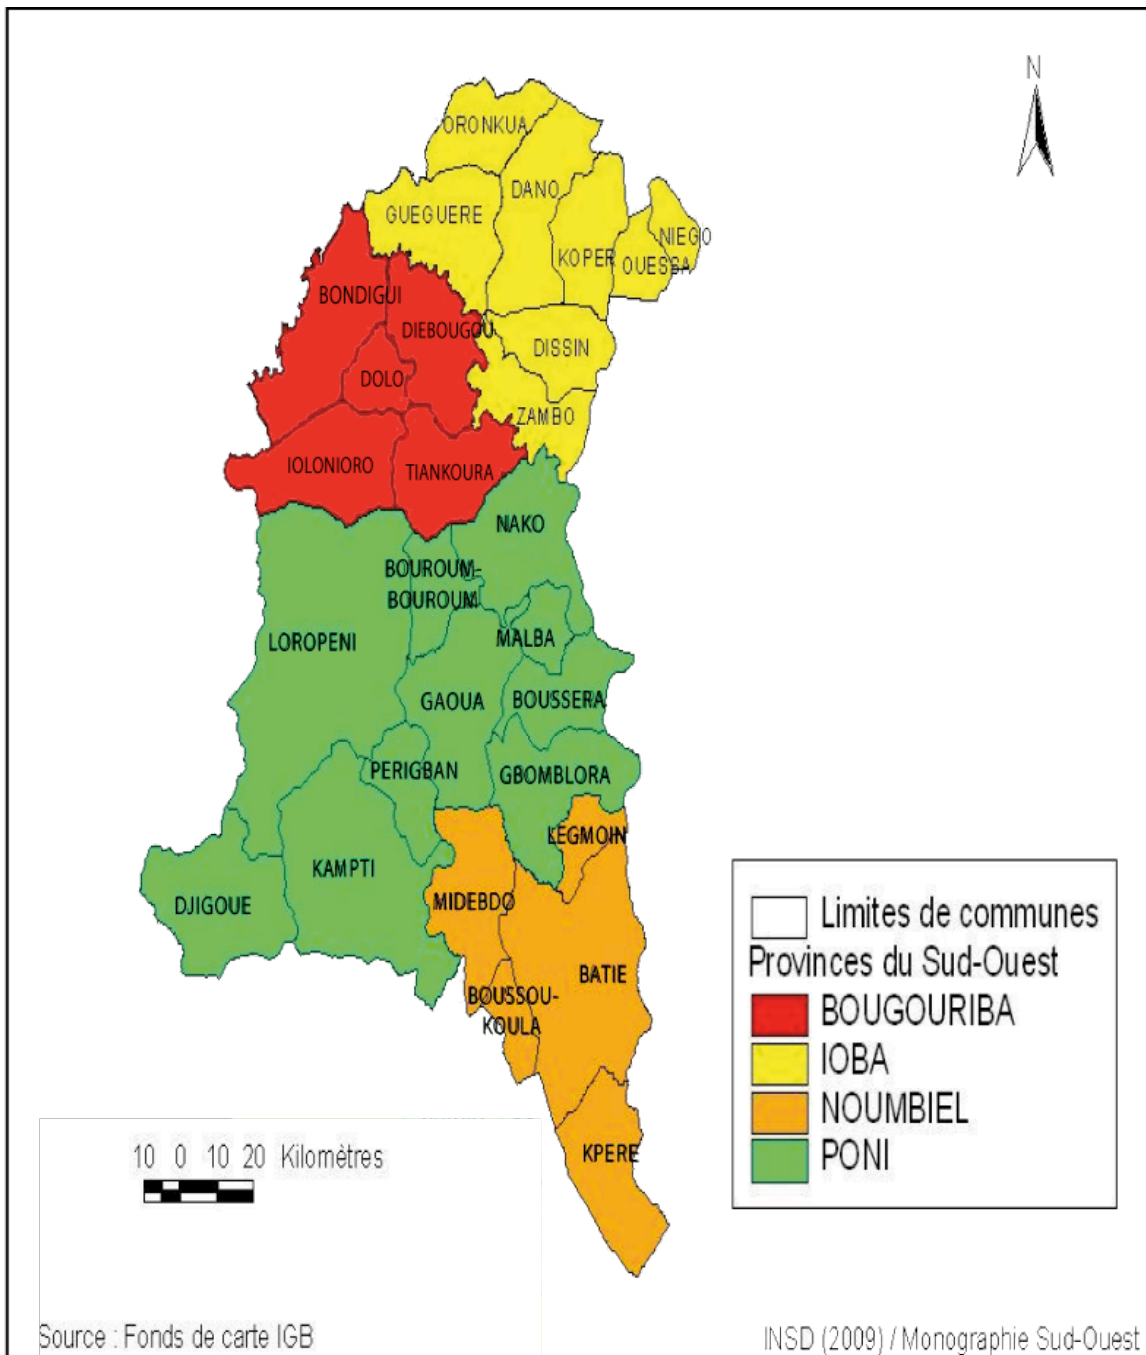 N
ORONKUA
DANO
GUEGUERE
NIEGO
KOPER
OUESSA
BONDIGUI
DIEBOUGOU
DISSIN
DOLO
ZAMBO
IOLONIORO
TIANKOURA
NAKO
BOUROUM-
BOUROUM
MALBA
LOROPENI
GAOUA
BOUSSERA
PERIGBAN
GBOMBLORA
LEGMOIN
KAMPTI
MIDEBDO
DJIGOUE
BATIE
BOUSSOU-
KOULA
KPERE
Limites de communes
Provinces du Sud-Ouest
BOUGOURIBA
IOBA
NOUMBIEL
PONI
10 0 10 20 Kilomètres
Source : Fonds de carte IGB
INSD (2009) / Monographie Sud-Ouest